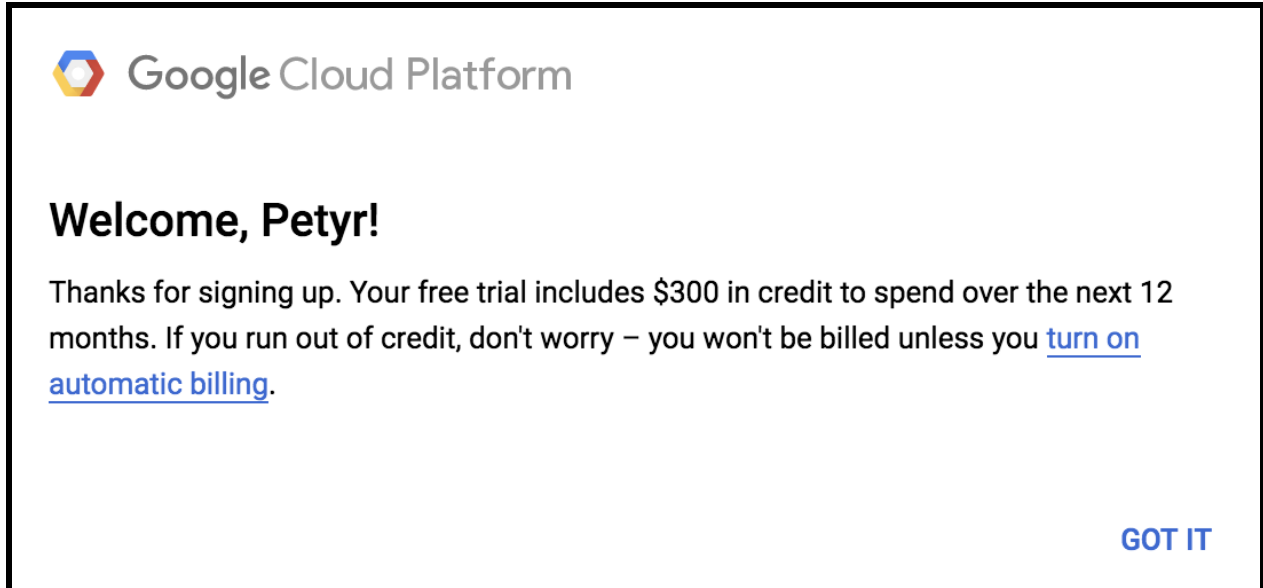 Google Cloud Platform
Welcome, Petyr!
Thanks for signing up. Your free trial includes $300 in credit to spend over the next 12
months. If you run out of credit, don't worry – you won't be billed unless you turn on
automatic billing.
GOT IT